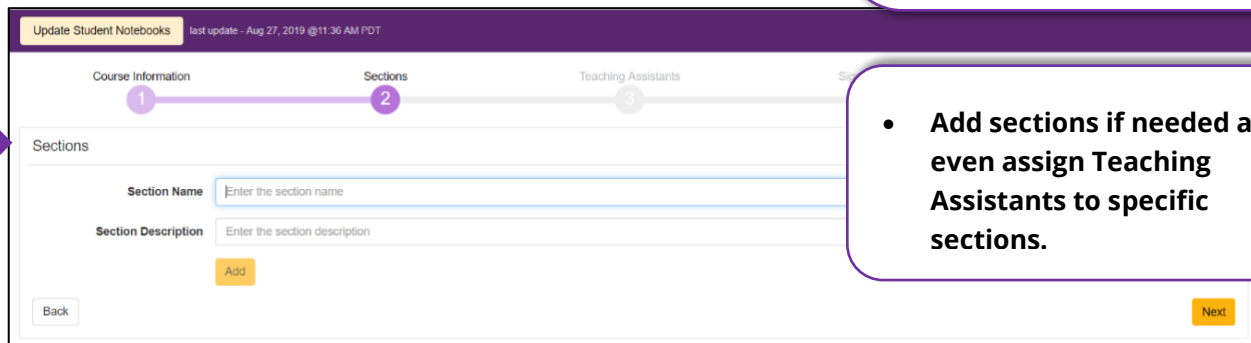 Update Student Notebooks last update - Aug 27, 2019 @11:36 AM PDT
Course Information Sections Teaching Assistants
1 2 3
Sections
Section Name Enter the section name
Section Description Enter the section description
Add
Back Next
• Add sections if needed
even assign Teaching
Assistants to specific
sections.